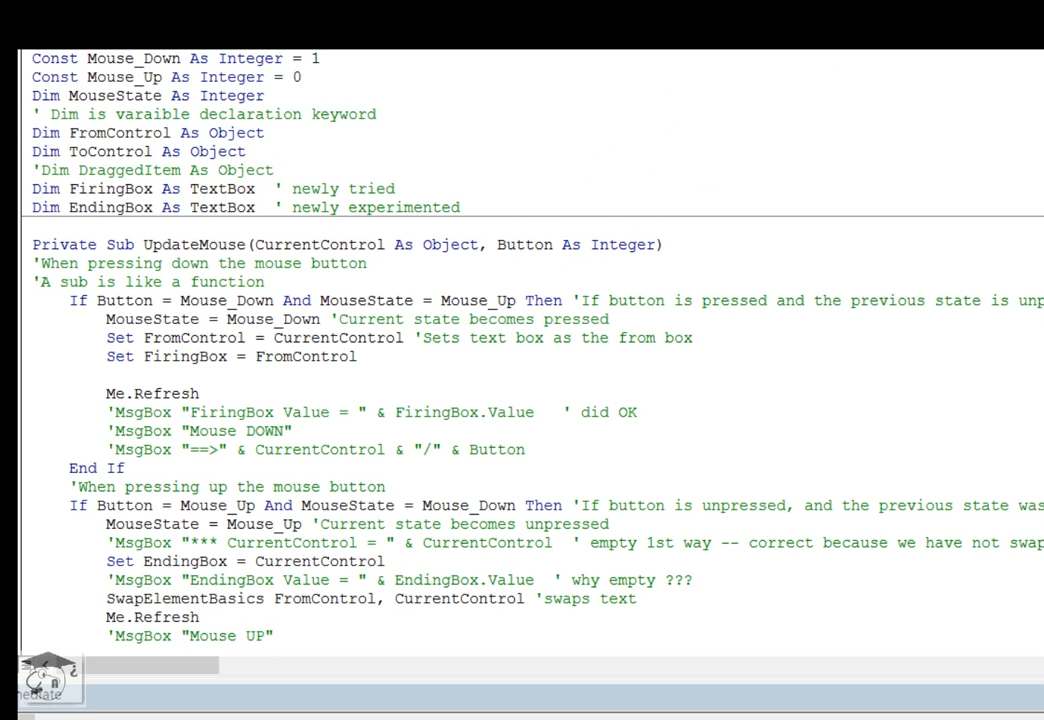 Const Mouse_Down As Integer = 1
Const Mouse_Up As Integer = 0
Dim MouseState As Integer
' Dim is varaible declaration keyword
Dim FromControl As Object
Dim ToControl As Object
'Dim DraggedItem As Object
Dim FiringBox As TextBox  ' newly tried
Dim EndingBox As TextBox  ' newly experimented
Private Sub UpdateMouse(CurrentControl As Object, Button As Integer)
'When pressing down the mouse button
'A sub is like a function
If Button = Mouse_Down And MouseState = Mouse_Up Then 'If button is pressed and the previous state is unp
MouseState = Mouse_Down 'Current state becomes pressed
Set FromControl = CurrentControl 'Sets text box as the from box
Set FiringBox = FromControl
Me.Refresh
'MsgBox "FiringBox Value = " & FiringBox.Value   ' did OK
'MsgBox "Mouse DOWN"
'MsgBox "==>" & CurrentControl & "/" & Button
End If
'When pressing up the mouse button
If Button = Mouse_Up And MouseState = Mouse_Down Then 'If button is unpressed, and the previous state was
MouseState = Mouse_Up 'Current state becomes unpressed
'MsgBox "*** CurrentControl = " & CurrentControl  ' empty 1st way -- correct because we have not swap
Set EndingBox = CurrentControl
'MsgBox "EndingBox Value = " & EndingBox.Value  ' why empty ???
SwapElementBasics FromControl, CurrentControl 'swaps text
Me.Refresh
'MsgBox "Mouse UP"